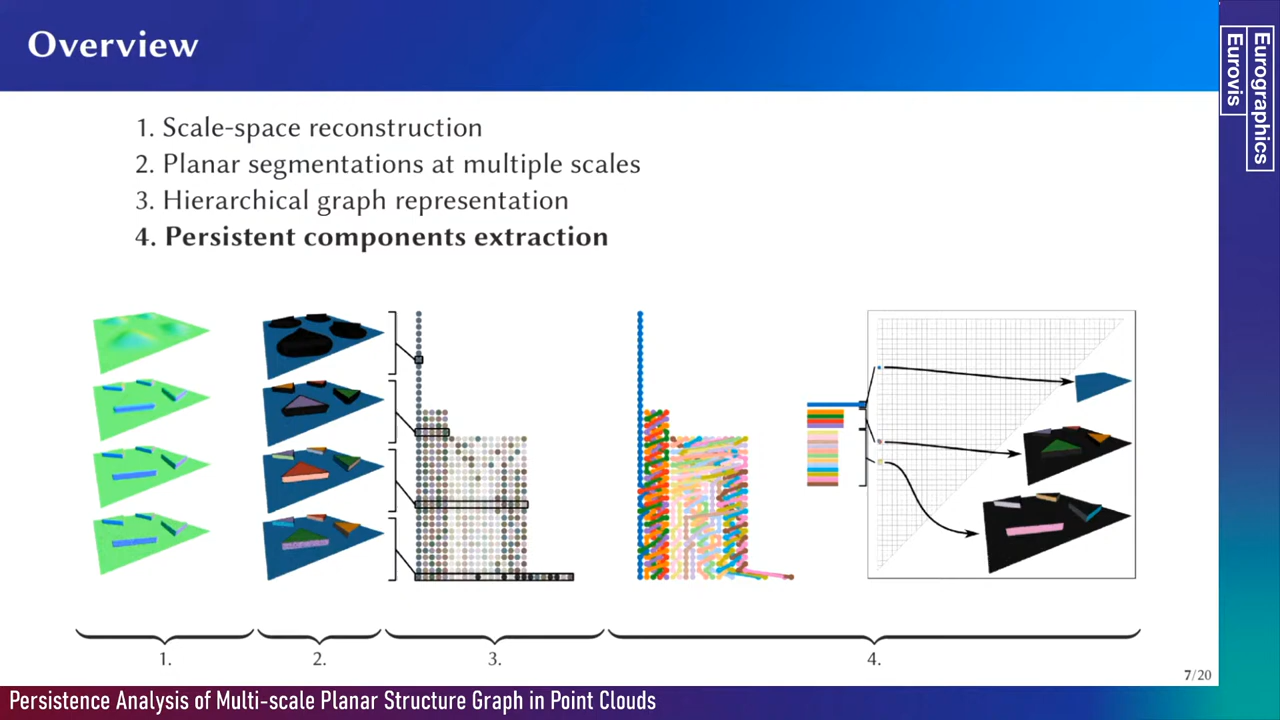 Overview
1. Scale-space reconstruction
2. Planar segmentations at multiple scales
3. Hierarchical graph representation
4. Persistent components extraction
1.
2.
3.
4.
7/20
Persistence Analysis of Multi-scale Planar Structure Graph in Point Clouds
Eurographics
Eurovis